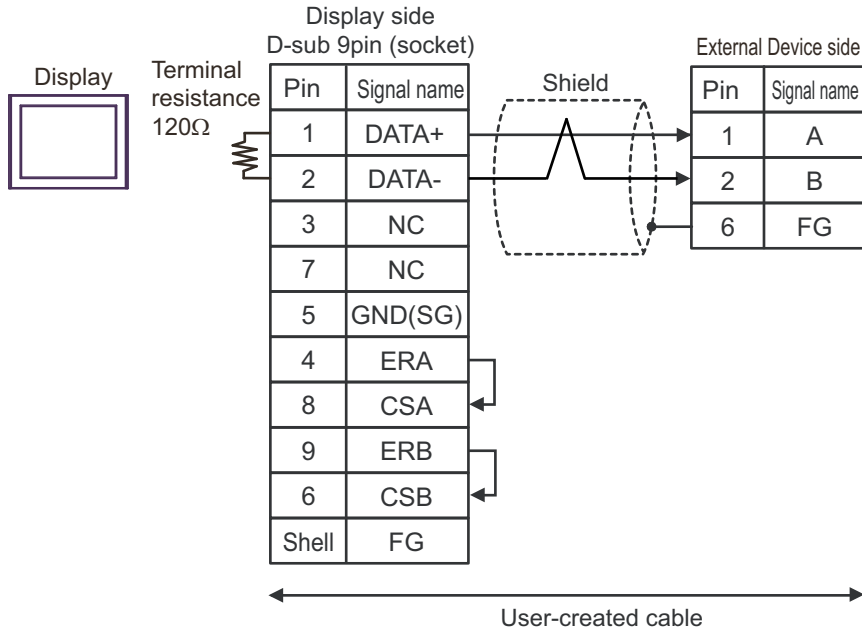 Display side
D-sub 9pin (socket)
Display
Terminal
resistance
120Ω
Pin Signal name
1 DATA+
2 DATA-
3 NC
7 NC
5 GND(SG)
4 ERA
8 CSA
9 ERB
6 CSB
Shell FG
Shield
External Device side
Pin Signal name
1 A
2 B
6 FG
User-created cable